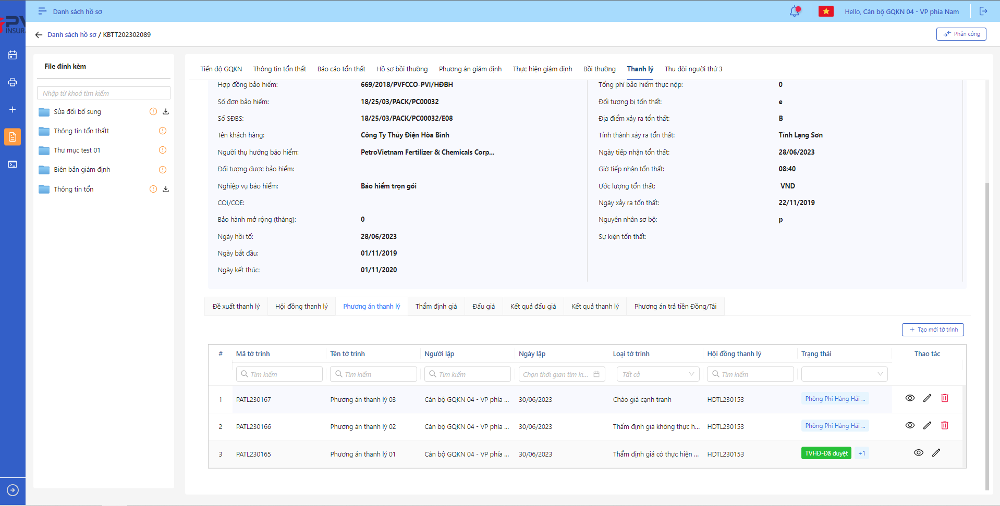 Danh sách hồ sơ
Hello, Cán bộ GQKN 04 - VP phía Nam
PV
INSURA
Danh sách hồ sơ / KBTT202302089
Phân công
File đính kèm
Nhập từ khoá tìm kiếm
Sửa đổi bổ sung
Thông tin tổn thấtt
Thư mục test 01
Biên bản giám định
Thông tin tổn
Tiến độ GQKN Thông tin tổn thất Báo cáo tổn thất Hồ sơ bồi thường Phương án giám định Thực hiện giám định Bồi thường Thanh lý Thu đòi người thứ 3
Hợp đồng bảo hiểm: 669/2018/PVFCCO-PVI/HĐBH
Số đơn bảo hiểm: 18/25/03/PACK/PC00032
Số SĐBS: 18/25/03/PACK/PC00032/E08
Tên khách hàng: Công Ty Thủy Điện Hòa Bình
Người thụ hưởng bảo hiểm: PetroVietnam Fertilizer & Chemicals Corp...
Đối tượng được bảo hiểm:
Nghiệp vụ bảo hiểm: Bảo hiểm trọn gói
COI/COE:
Bảo hành mở rộng (tháng): 0
Ngày hồi tố: 28/06/2023
Ngày bắt đầu: 01/11/2019
Ngày kết thúc: 01/11/2020
Tổng phí bảo hiểm thực nộp: 0
Đối tượng bị tổn thất: e
Địa điểm xảy ra tổn thất: B
Tỉnh thành xảy ra tổn thất: Tỉnh Lạng Sơn
Ngày tiếp nhận tổn thất: 28/06/2023
Giờ tiếp nhận tổn thất: 08:40
Ước lượng tổn thất: VND
Ngày xảy ra tổn thất: 22/11/2019
Nguyên nhân sơ bộ: p
Sự kiện tổn thất:
Đề xuất thanh lý Hội đồng thanh lý Phương án thanh lý Thẩm định giá Đấu giá Kết quả đấu giá Kết quả thanh lý Phương án trả tiền Đồng/Tái
Tạo mới tờ trình
# Mã tờ trình Tên tờ trình Người lập Ngày lập Loại tờ trình Hội đồng thanh lý Trạng thái Thao tác
Tìm kiếm Tìm kiếm Tìm kiếm Chọn thời gian tìm ki... Tất cả Tìm kiếm
1 PATL230167 Phương án thanh lý 03 Cán bộ GQKN 04 - VP phía ... 30/06/2023 Chào giá cạnh tranh HDTL230153 Phòng Phi Hàng Hải ...
2 PATL230166 Phương án thanh lý 02 Cán bộ GQKN 04 - VP phía ... 30/06/2023 Thẩm định giá không thực h... HDTL230153 Phòng Phi Hàng Hải ...
3 PATL230165 Phương án thanh lý 01 Cán bộ GQKN 04 - VP phía ... 30/06/2023 Thẩm định giá có thực hiện ... HDTL230153 TVHĐ-Đã duyệt +1